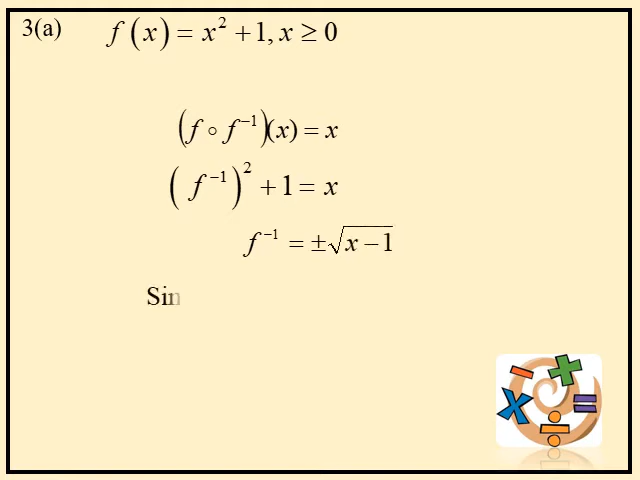 3(a) f(x) = x² + 1, x ≥ 0
(f ∘ f⁻¹)(x) = x
(f⁻¹)² + 1 = x
f⁻¹ = ±√(x − 1)
Sin